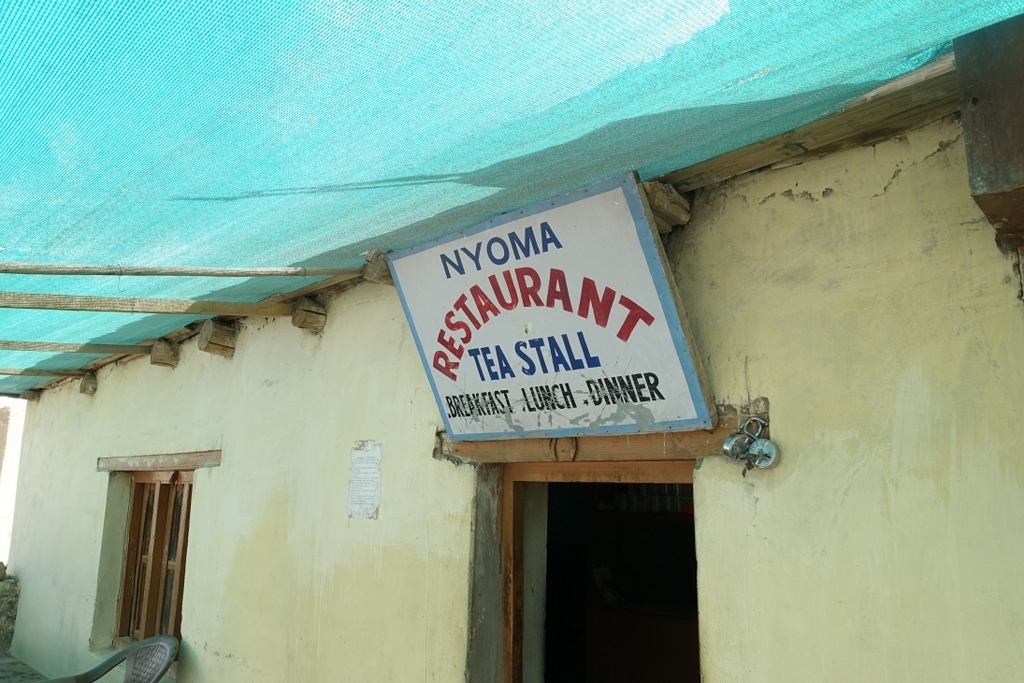 NYOMA
RESTAURANT
TEA STALL
.BREAKFAST .LUNCH .DINNER